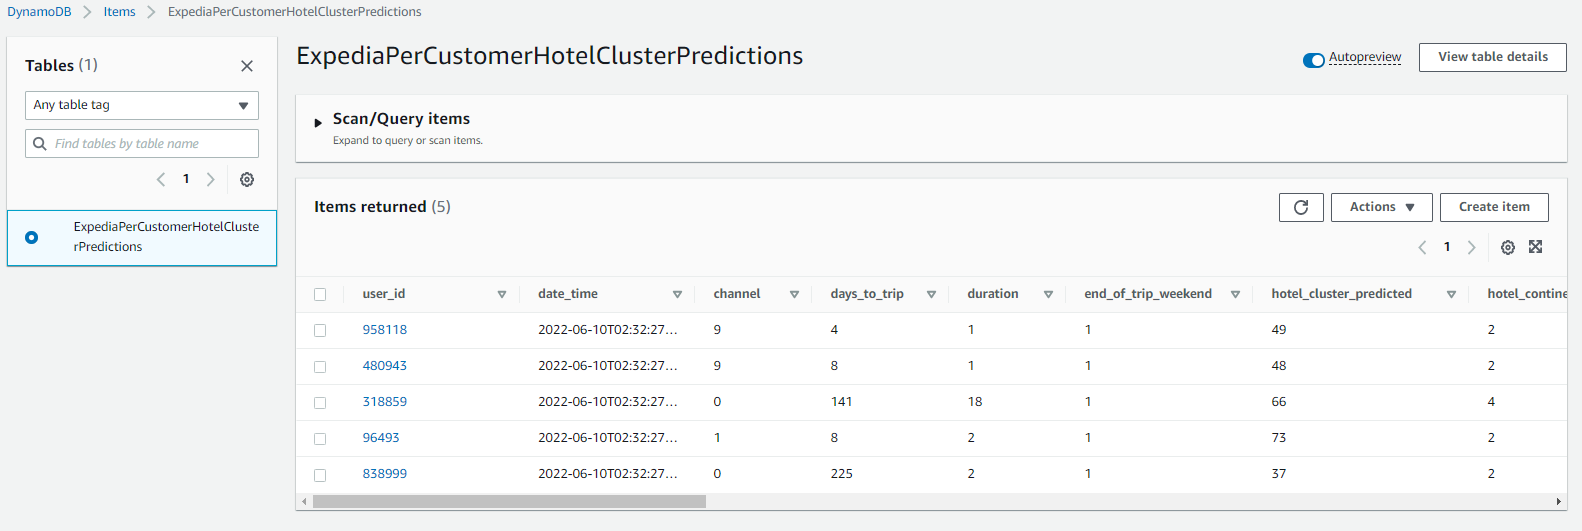 DynamoDB > Items > ExpediaPerCustomerHotelClusterPredictions
Tables (1)
Any table tag
Find tables by table name
1
ExpediaPerCustomerHotelCluste
rPredictions
ExpediaPerCustomerHotelClusterPredictions
Autopreview
View table details
Scan/Query items
Expand to query or scan items.
Items returned (5)
Actions
Create item
1
user_id date_time channel days_to_trip duration end_of_trip_weekend hotel_cluster_predicted hotel_contine
958118 2022-06-10T02:32:27... 9 4 1 1 49 2
480943 2022-06-10T02:32:27... 9 8 1 1 48 2
318859 2022-06-10T02:32:27... 0 141 18 1 66 4
96493 2022-06-10T02:32:27... 1 8 2 1 73 2
838999 2022-06-10T02:32:27... 0 225 2 1 37 2